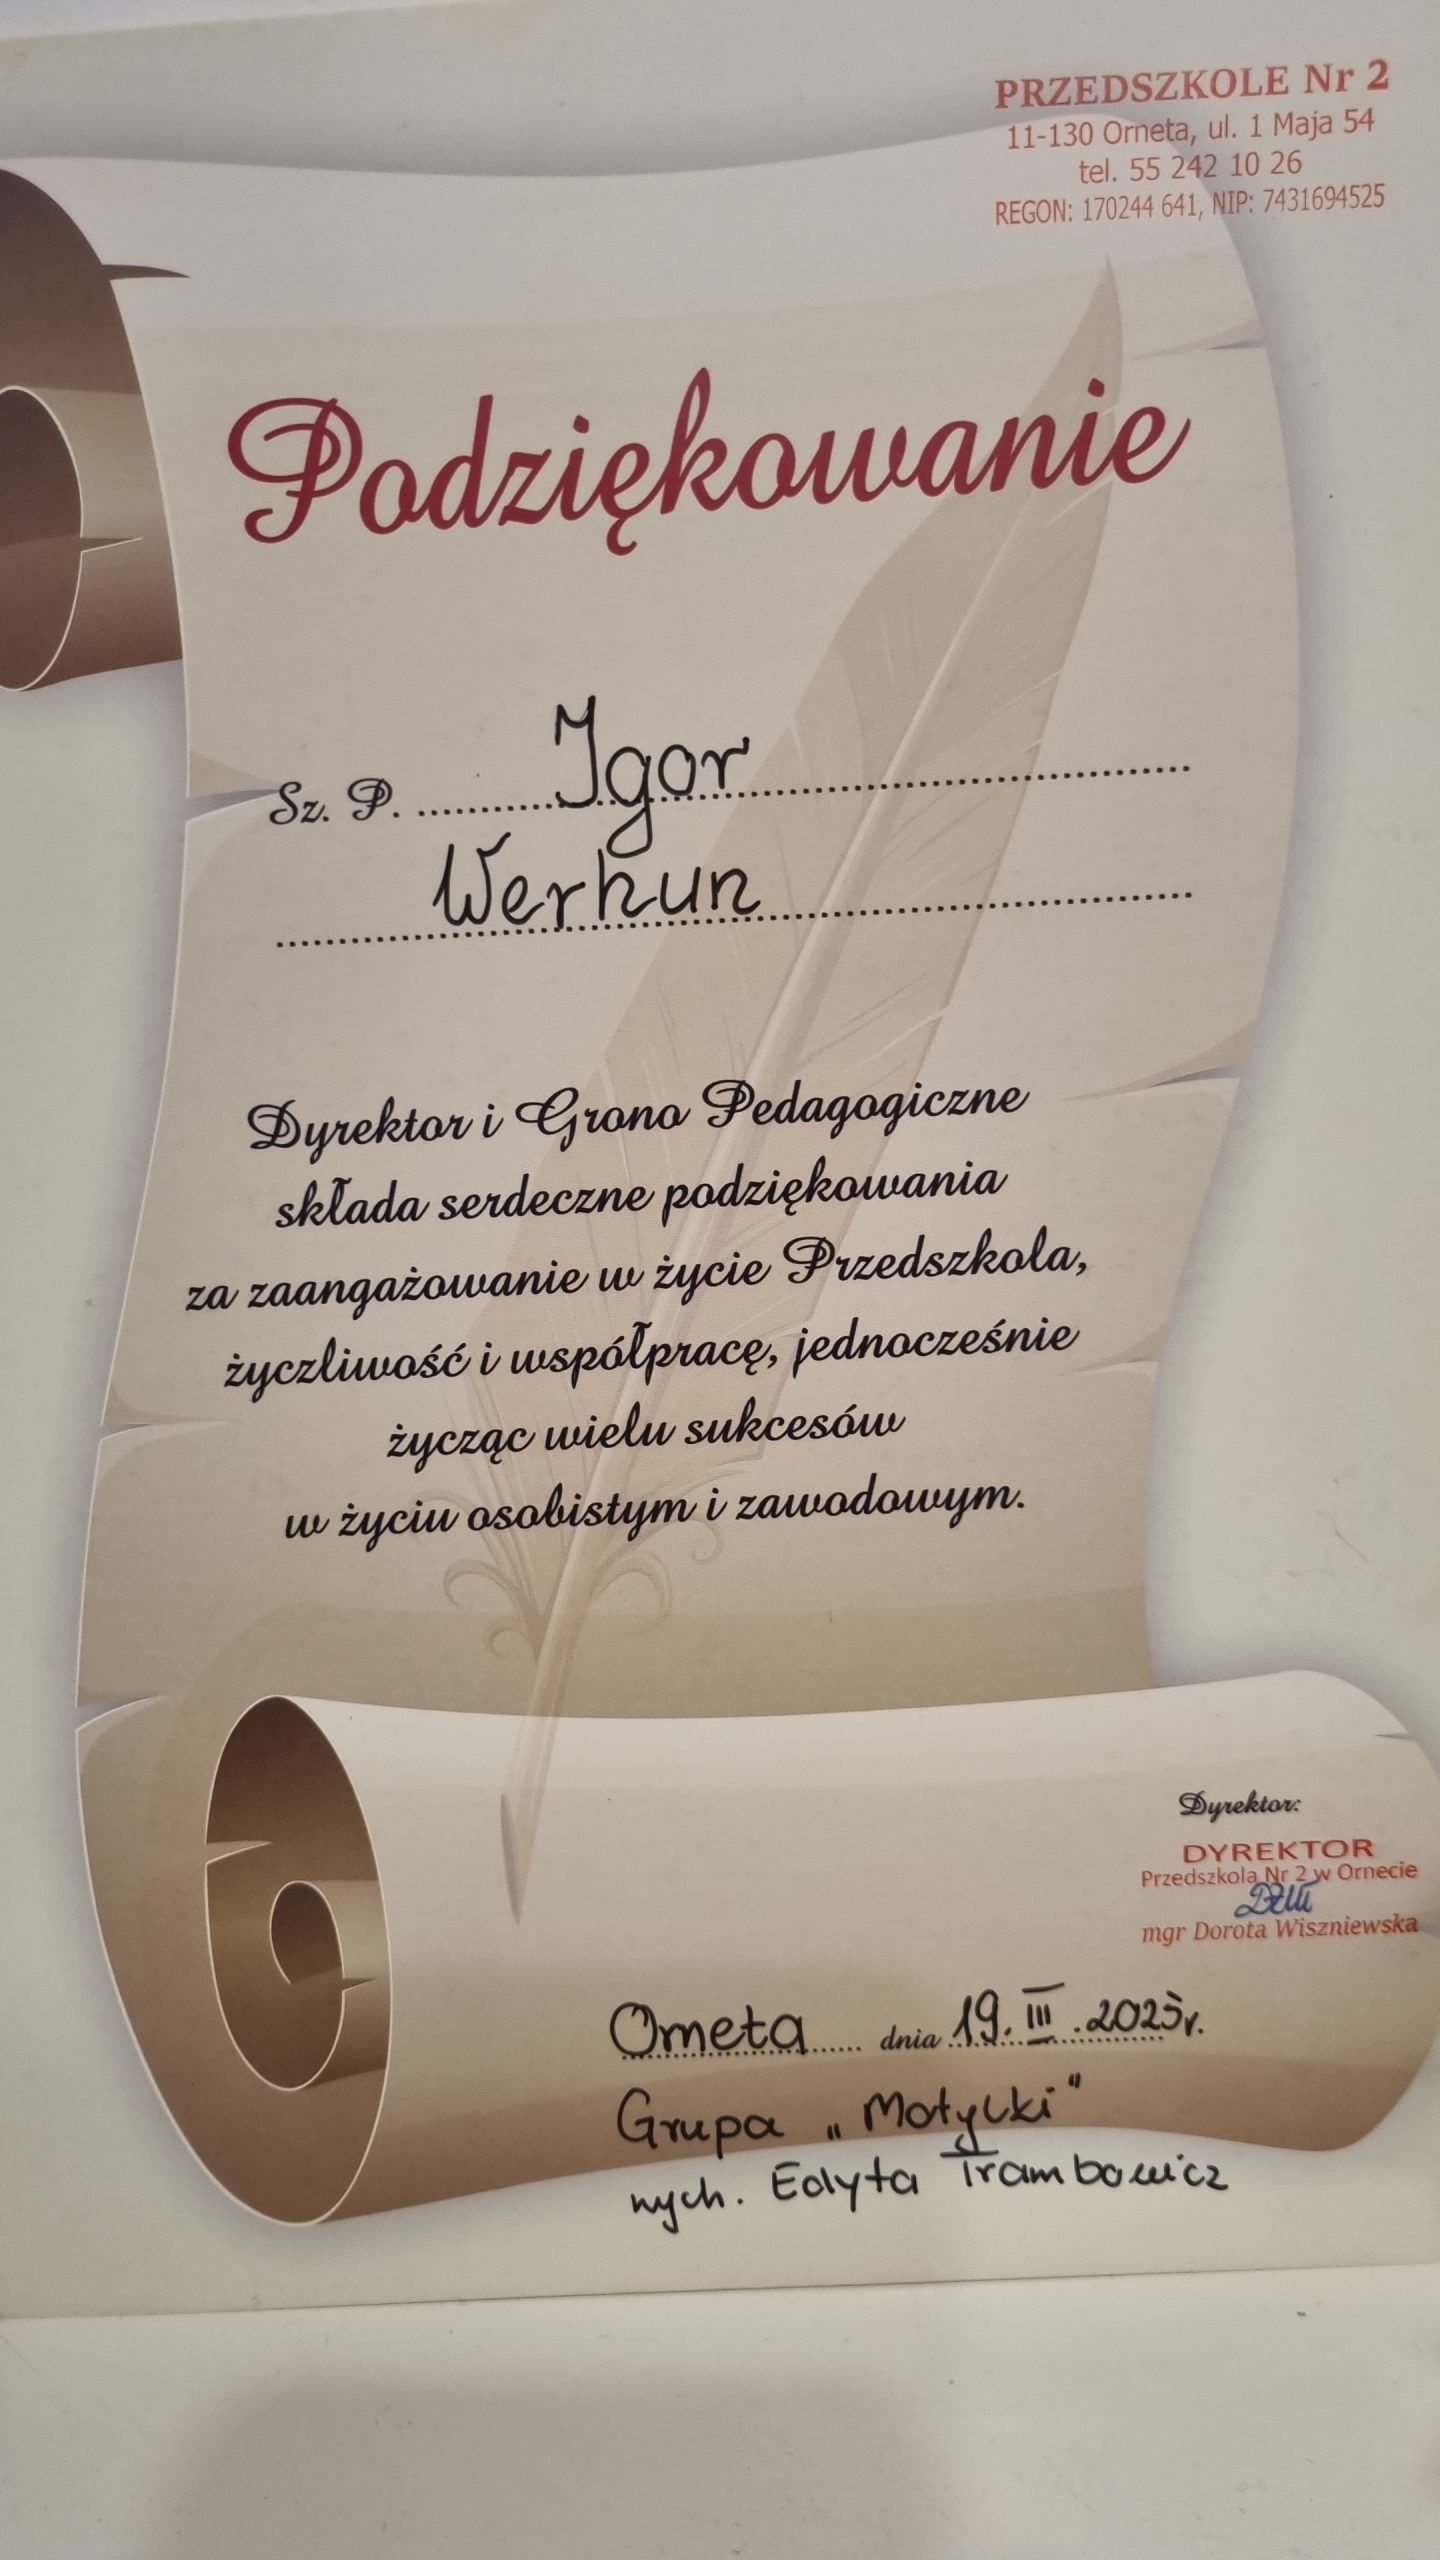 PRZEDSZKOLE Nr 2
11-130 Orneta, ul. 1 Maja 54
tel. 55 242 10 26
REGON: 170244 641, NIP: 7431694525
Podziękowanie
Sz. P. Igor
Werhun
Dyrektor i Grono Pedagogiczne
składa serdeczne podziękowania
za zaangażowanie w życie Przedszkola,
życzliwość i współpracę, jednocześnie
życząc wielu sukcesów
w życiu osobistym i zawodowym.
Dyrektor:
DYREKTOR
Przedszkola Nr 2 w Ornecie
mgr Dorota Wiszniewska
Orneta dnia 19.III.2025r.
Grupa „Motylki"
wych. Edyta Trambowicz